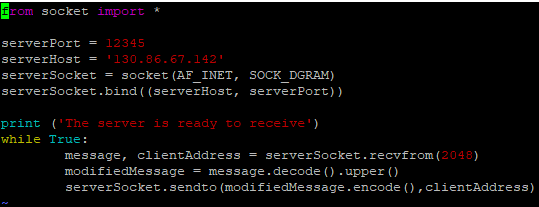 from socket import *
serverPort = 12345
serverHost = '130.86.67.142'
serverSocket = socket(AF_INET, SOCK_DGRAM)
serverSocket.bind((serverHost, serverPort))
print ('The server is ready to receive')
while True:
        message, clientAddress = serverSocket.recvfrom(2048)
        modifiedMessage = message.decode().upper()
        serverSocket.sendto(modifiedMessage.encode(),clientAddress)
~